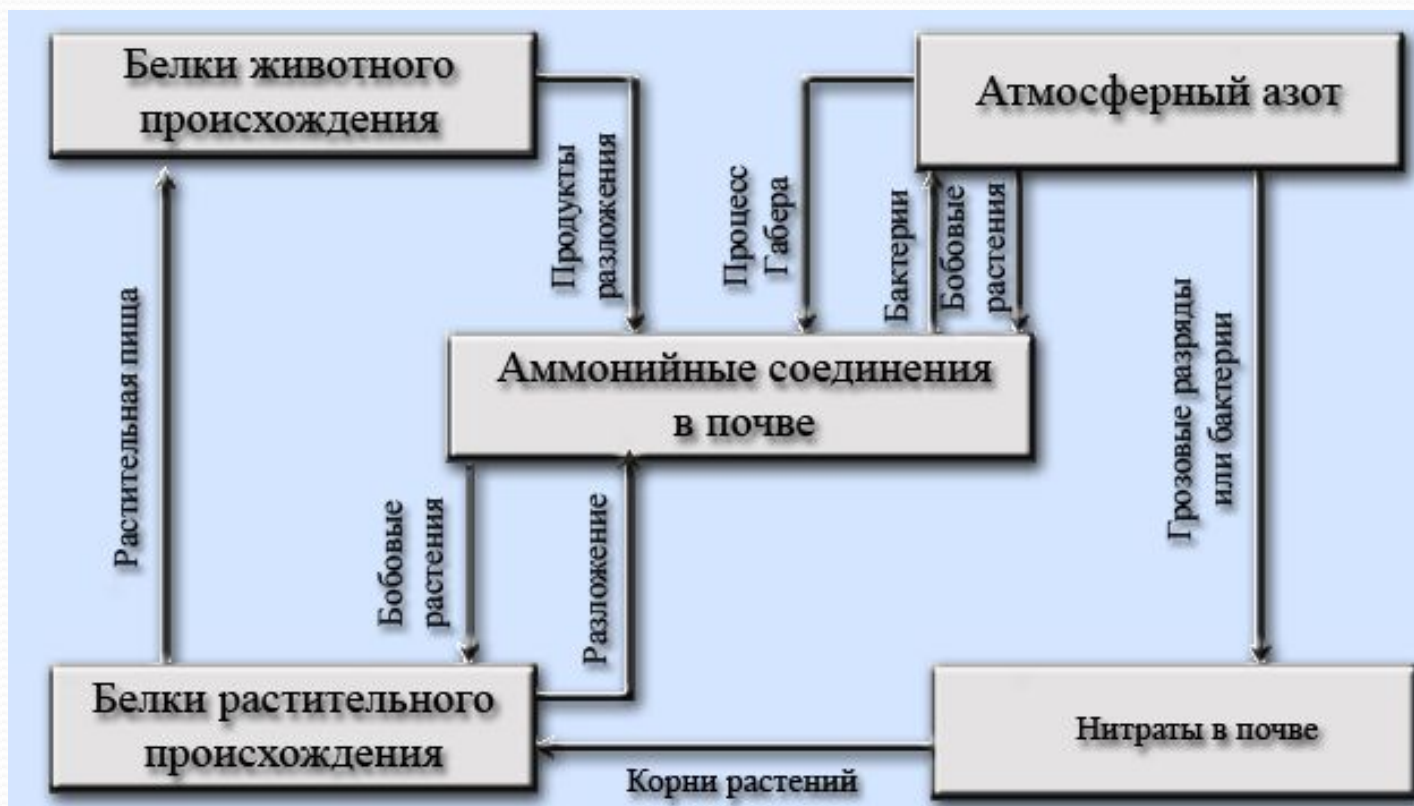 Белки животного
происхождения
Атмосферный азот
Продукты
разложения
Процесс
Габера
Бактерии
Бобовые
растения
Грозовые разряды
или бактерии
Растительная пища
Аммонийные соединения
в почве
Бобовые
растения
Разложение
Белки растительного
происхождения
Нитраты в почве
Корни растений